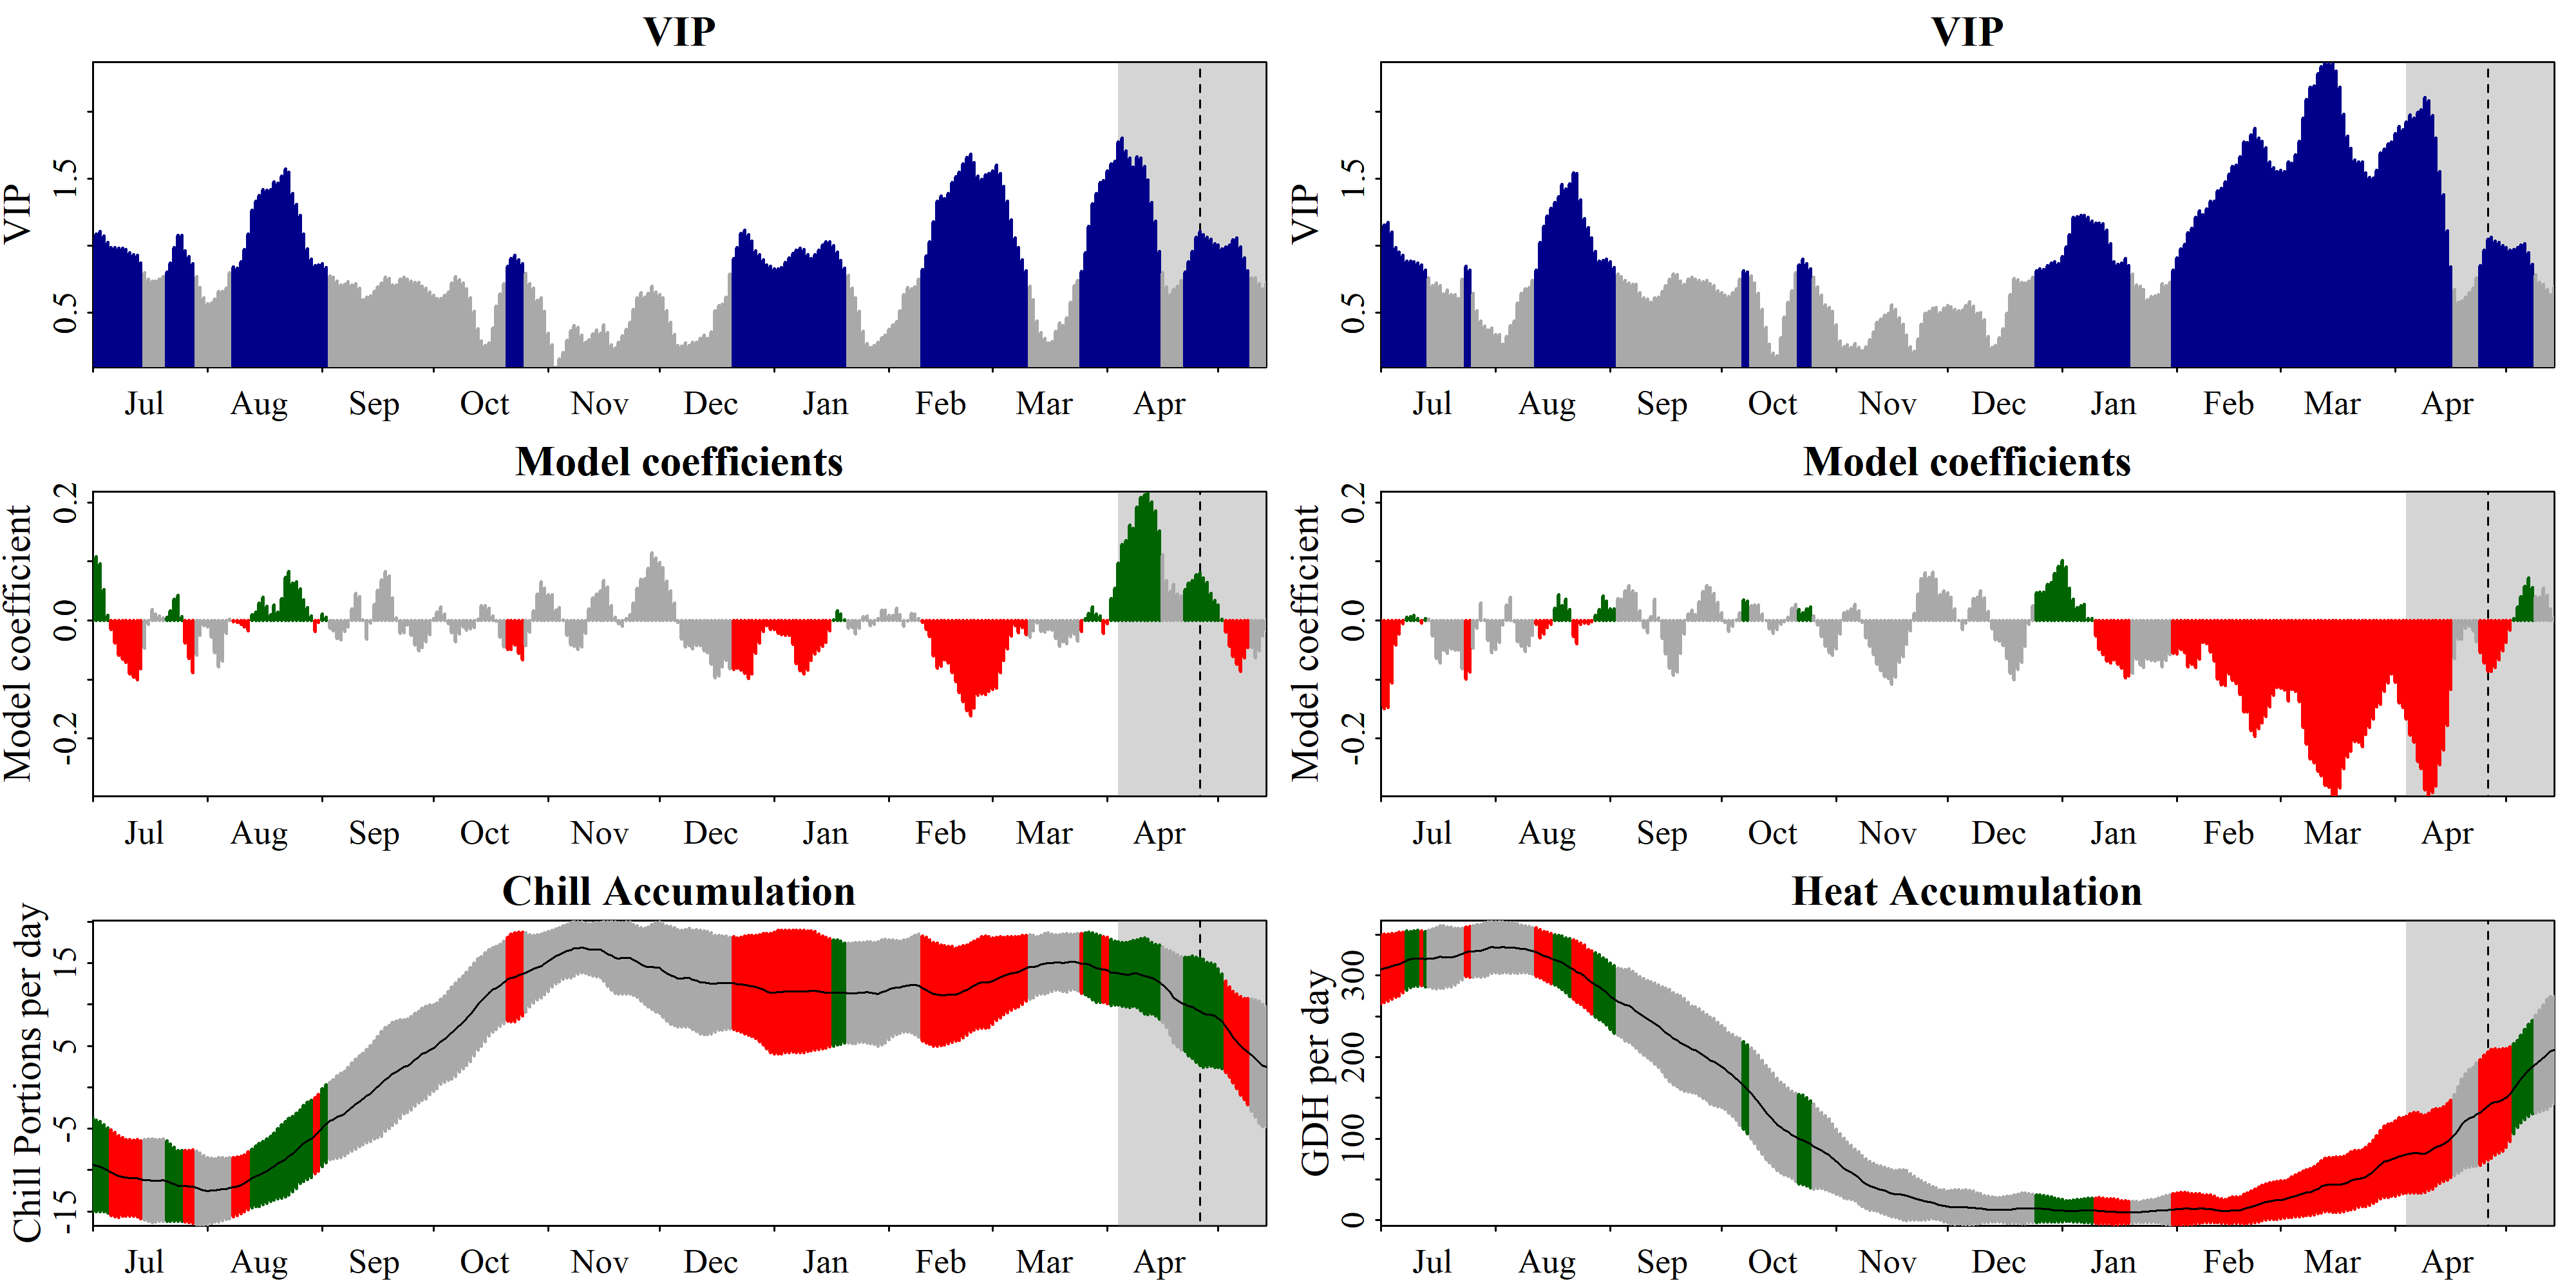 VIP
VIP
1.5
0.5
Jul Aug Sep Oct Nov Dec Jan Feb Mar Apr
VIP
VIP
1.5
0.5
Jul Aug Sep Oct Nov Dec Jan Feb Mar Apr
Model coefficients
Model coefficient
0.2
0.0
-0.2
Jul Aug Sep Oct Nov Dec Jan Feb Mar Apr
Model coefficients
Model coefficient
0.2
0.0
-0.2
Jul Aug Sep Oct Nov Dec Jan Feb Mar Apr
Chill Accumulation
Chill Portions per day
15
5
-5
-15
Jul Aug Sep Oct Nov Dec Jan Feb Mar Apr
Heat Accumulation
GDH per day
300
200
100
0
Jul Aug Sep Oct Nov Dec Jan Feb Mar Apr